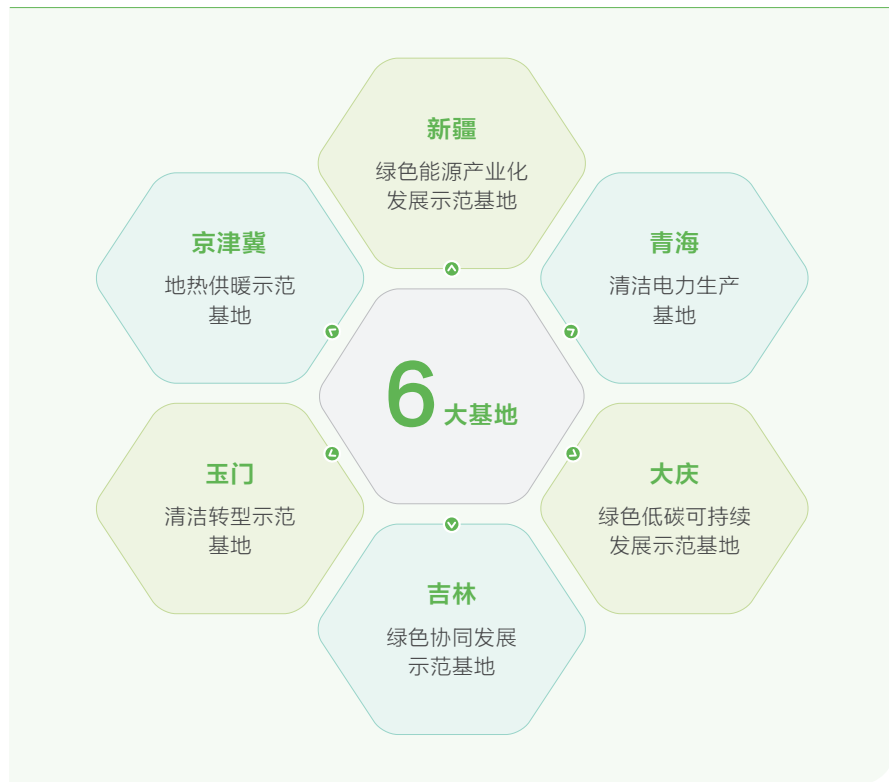 新疆
绿色能源产业化
发展示范基地
京津冀
地热供暖示范
基地
青海
清洁电力生产
基地
6大基地
玉门
清洁转型示范
基地
大庆
绿色低碳可持续
发展示范基地
吉林
绿色协同发展
示范基地